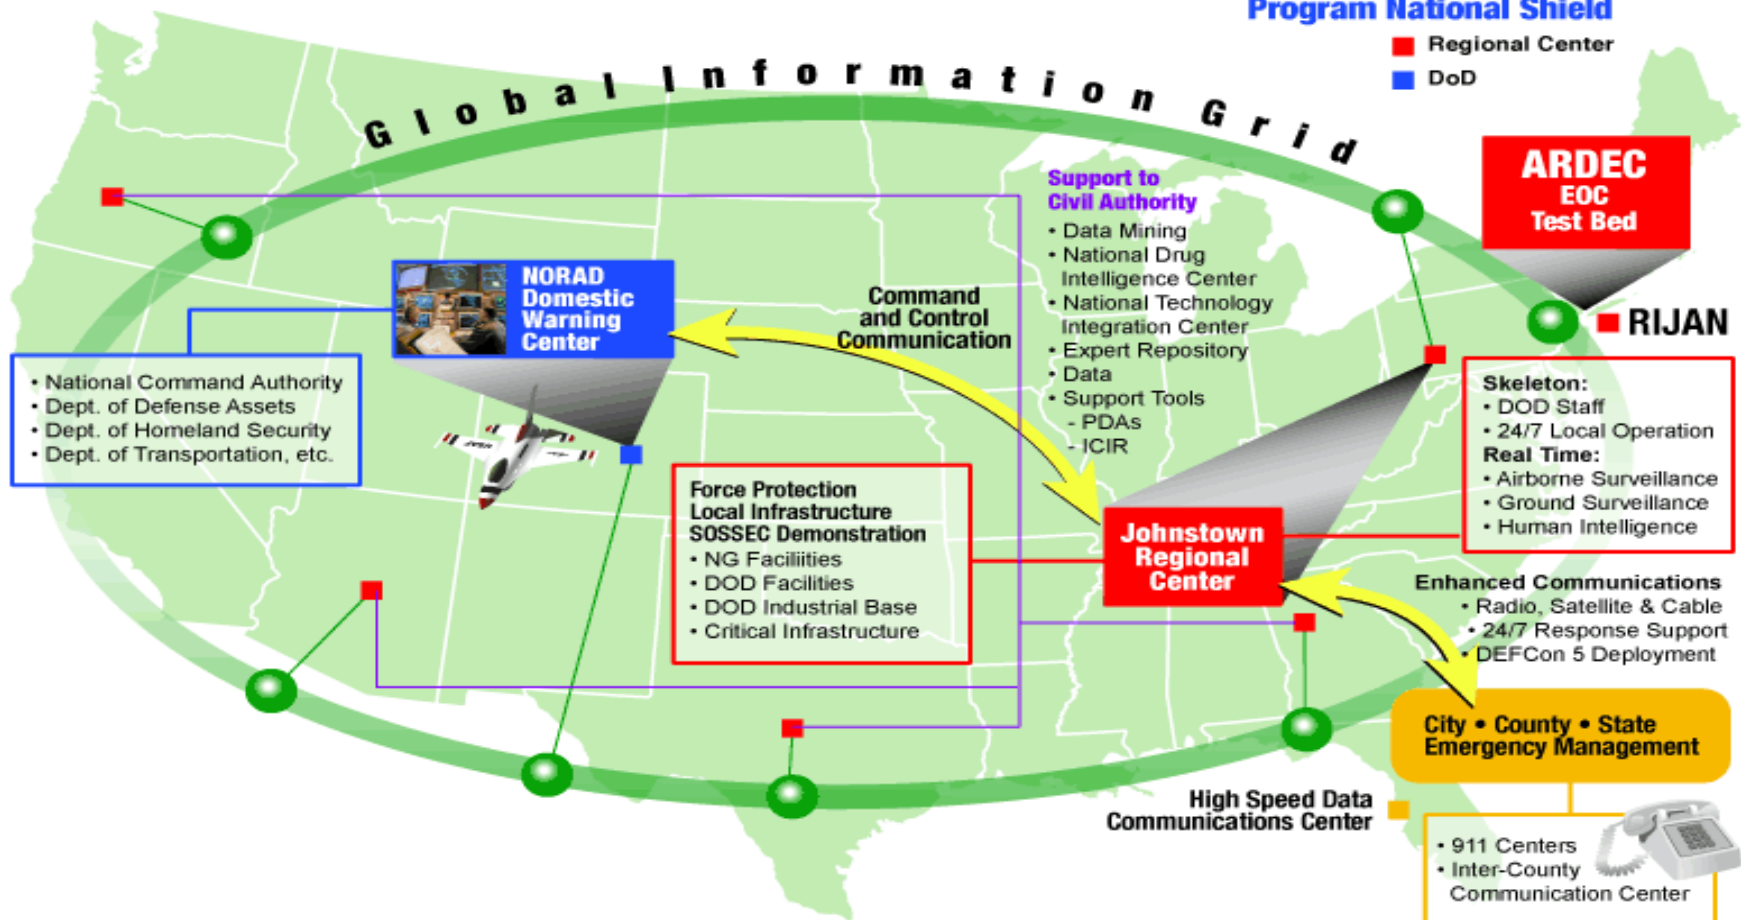 Program National Shield
Regional Center
DoD
Global Information Grid
ARDEC
EOC
Test Bed
RIJAN
Support to
Civil Authority
• Data Mining
• National Drug
Intelligence Center
• National Technology
Integration Center
• Expert Repository
• Data
• Support Tools
- PDAs
- ICIR
NORAD
Domestic
Warning
Center
Command
and Control
Communication
• National Command Authority
• Dept. of Defense Assets
• Dept. of Homeland Security
• Dept. of Transportation, etc.
Skeleton:
• DOD Staff
• 24/7 Local Operation
Real Time:
• Airborne Surveillance
• Ground Surveillance
• Human Intelligence
Force Protection
Local Infrastructure
SOSSEC Demonstration
• NG Faciliities
• DOD Facilities
• DOD Industrial Base
• Critical Infrastructure
Johnstown
Regional
Center
Enhanced Communications
• Radio, Satellite & Cable
• 24/7 Response Support
• DEFCon 5 Deployment
City • County • State
Emergency Management
High Speed Data
Communications Center
• 911 Centers
• Inter-County
Communication Center